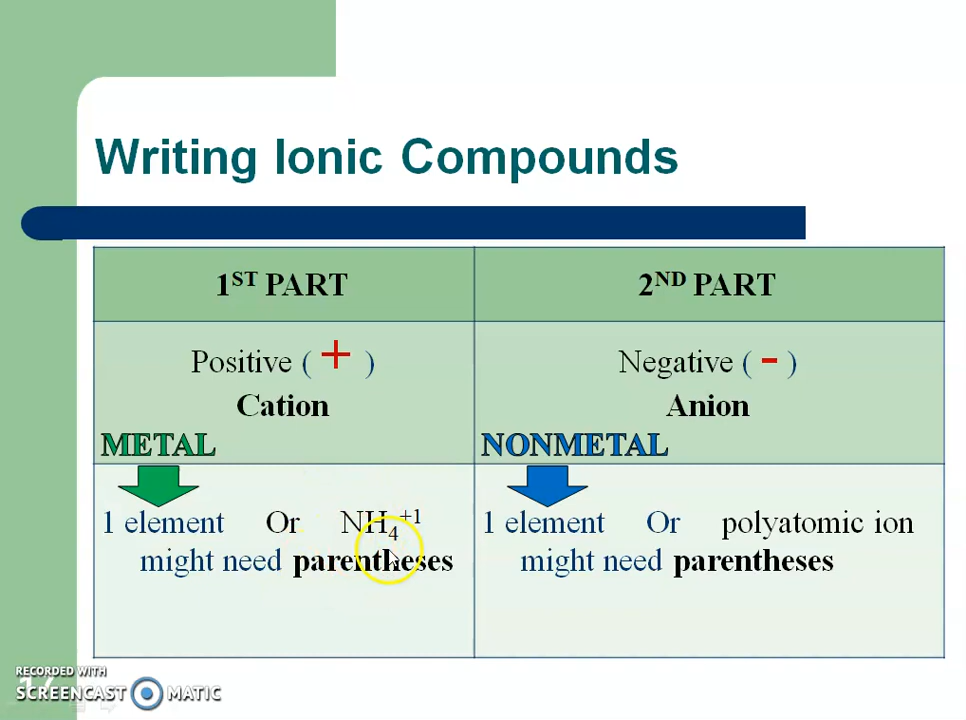 Writing Ionic Compounds
1ST PART
2ND PART
Positive ( + )
Cation
METAL
Negative ( - )
Anion
NONMETAL
1 element Or NH4+1
might need parentheses
1 element Or polyatomic ion
might need parentheses
17
RECORDED WITH
SCREENCAST MATIC